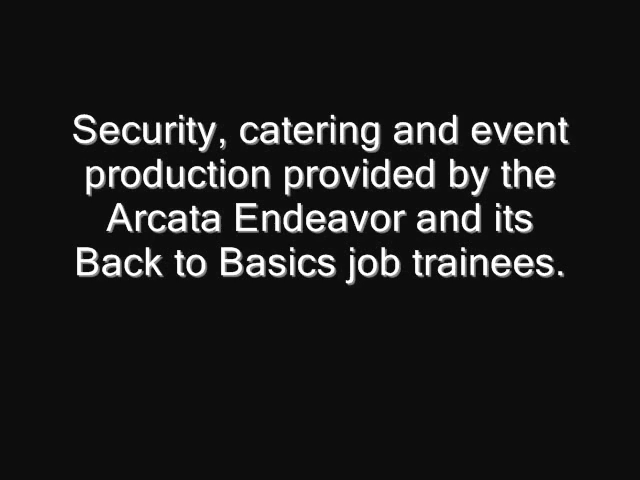 Security, catering and event
production provided by the
Arcata Endeavor and its
Back to Basics job trainees.